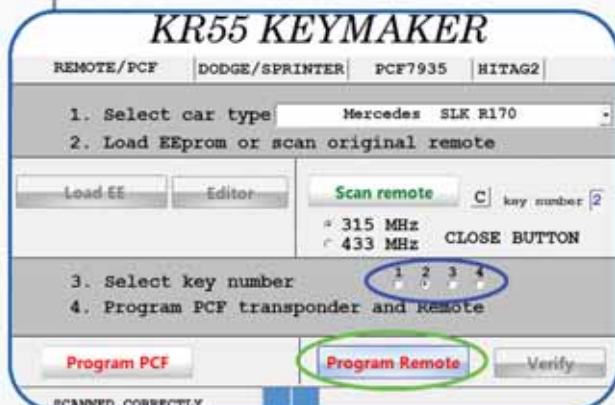 KR55 KEYMAKER
REMOTE/PCF DODGE/SPRINTER PCF7935 HITAG2
1. Select car type Mercedes SLK R170
2. Load EEprom or scan original remote
Load EE Editor Scan remote C key number 2
315 MHz
433 MHz CLOSE BUTTON
1 2 3 4
3. Select key number
4. Program PCF transponder and Remote
Program PCF Program Remote Verify
SCANNED CORRECTLY